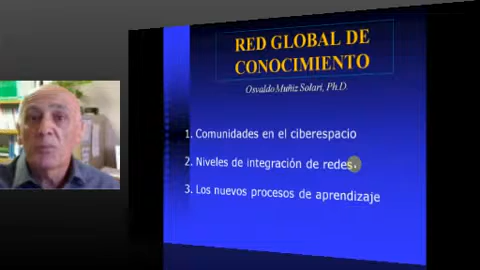 RED GLOBAL DE
CONOCIMIENTO
Osvaldo Muñiz Solari, Ph.D.
1. Comunidades en el ciberespacio
2. Niveles de integración de redes.
3. Los nuevos procesos de aprendizaje